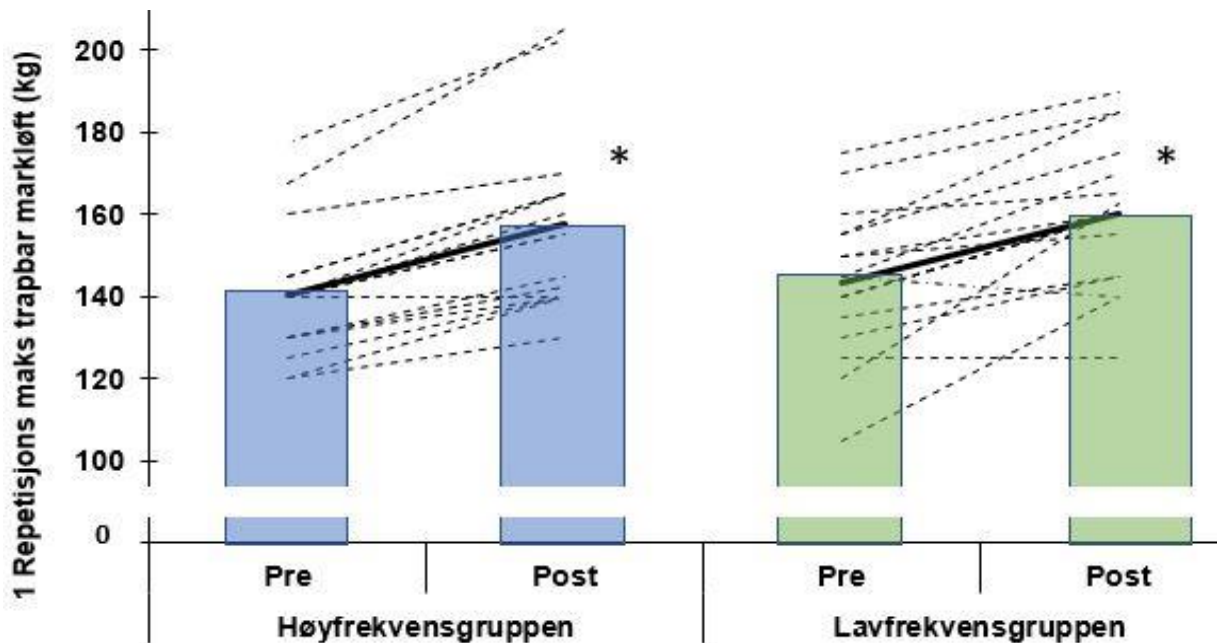 1 Repetisjons maks trapbar markløft (kg)
200
180
160
140
120
100
0
*
*
Pre
Post
Pre
Post
Høyfrekvensgruppen
Lavfrekvensgruppen